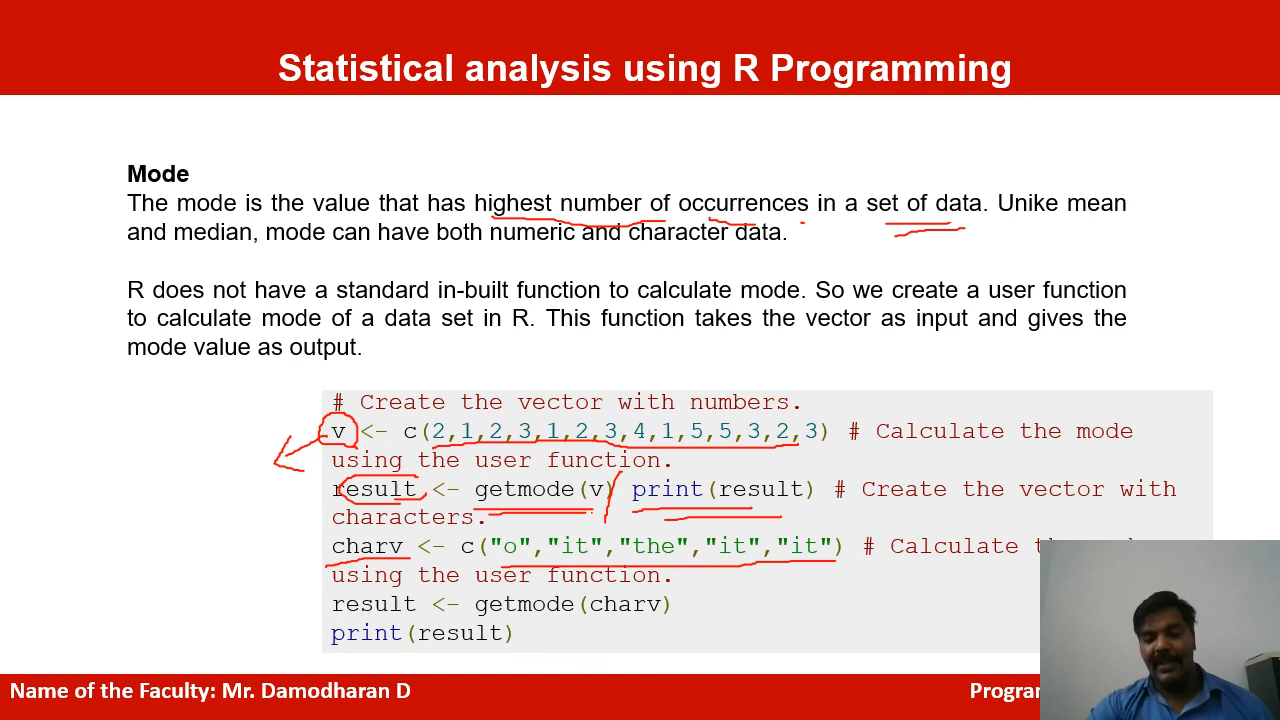 Statistical analysis using R Programming
Mode
The mode is the value that has highest number of occurrences in a set of data. Unike mean
and median, mode can have both numeric and character data.
R does not have a standard in-built function to calculate mode. So we create a user function
to calculate mode of a data set in R. This function takes the vector as input and gives the
mode value as output.
# Create the vector with numbers.
v <- c(2,1,2,3,1,2,3,4,1,5,5,3,2,3) # Calculate the mode
using the user function.
result <- getmode(v) print(result) # Create the vector with
characters.
charv <- c("o","it","the","it","it") # Calculate
using the user function.
result <- getmode(charv)
print(result)
Name of the Faculty: Mr. Damodharan D